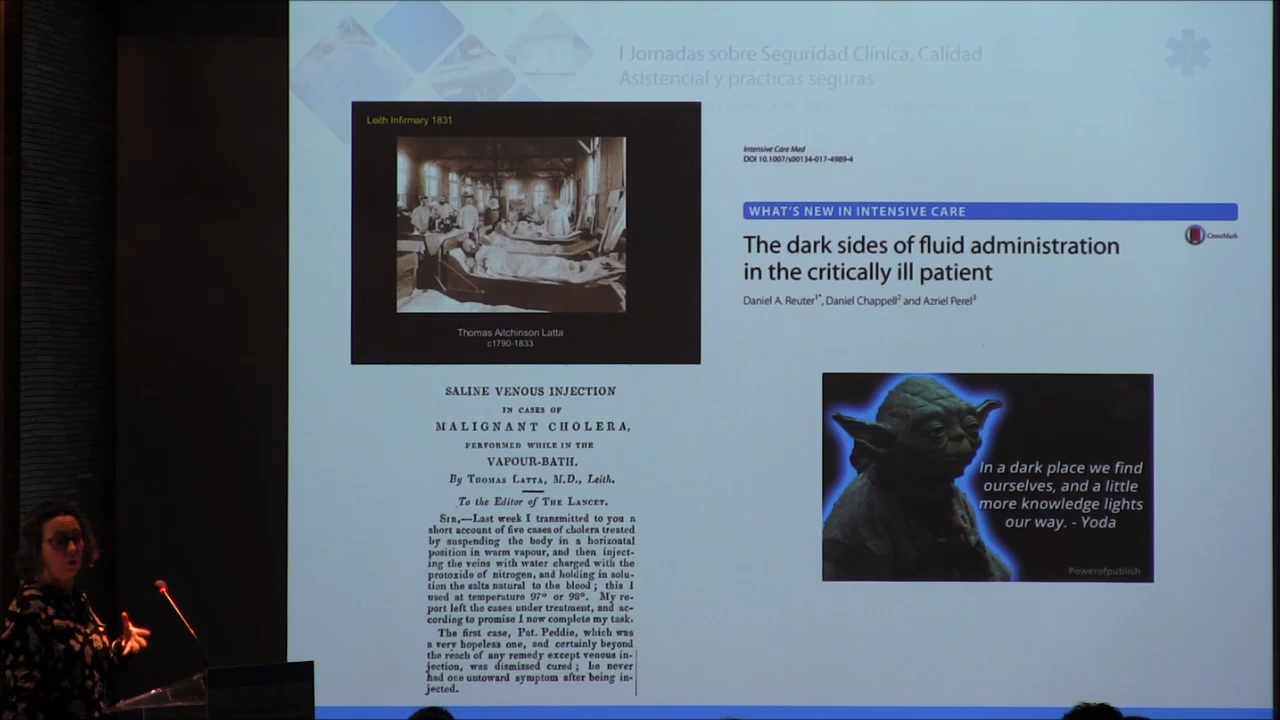 I Jornadas sobre Seguridad Clínica, Calidad
Asistencial y prácticas seguras
Leith Infirmary 1831
Thomas Aitchinson Latta
c1790-1833
SALINE VENOUS INJECTION
IN CASES OF
MALIGNANT CHOLERA,
PERFORMED WHILE IN THE
VAPOUR-BATH.
By THOMAS LATTA, M.D., Leith.
To the Editor of THE LANCET.
SIR,—Last week I transmitted to you a
short account of five cases of cholera treated
by suspending the body in a horizontal
position in warm vapour, and then inject-
ing the veins with water charged with the
protoxide of nitrogen, and holding in solu-
tion the salts natural to the blood; this I
used at temperature 97° or 98°. My re-
port left the cases under treatment, and ac-
cording to promise I now complete my task.
The first case, Pat. Peddie, which was
a very hopeless one, and certainly beyond
the reach of any remedy except venous in-
jection, was dismissed cured; he never
had one untoward symptom after being in-
jected.
Intensive Care Med
DOI 10.1007/s00134-017-4989-4
WHAT'S NEW IN INTENSIVE CARE
CrossMark
The dark sides of fluid administration
in the critically ill patient
Daniel A. Reuter1*, Daniel Chappell2 and Azriel Perel3
In a dark place we find
ourselves, and a little
more knowledge lights
our way. - Yoda
Powerofpublish